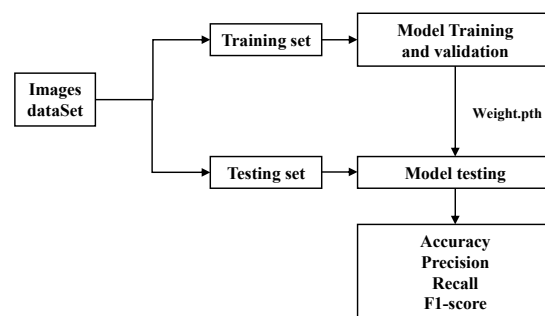 Images
dataSet
Training set
Model Training
and validation
Weight.pth
Testing set
Model testing
Accuracy
Precision
Recall
F1-score